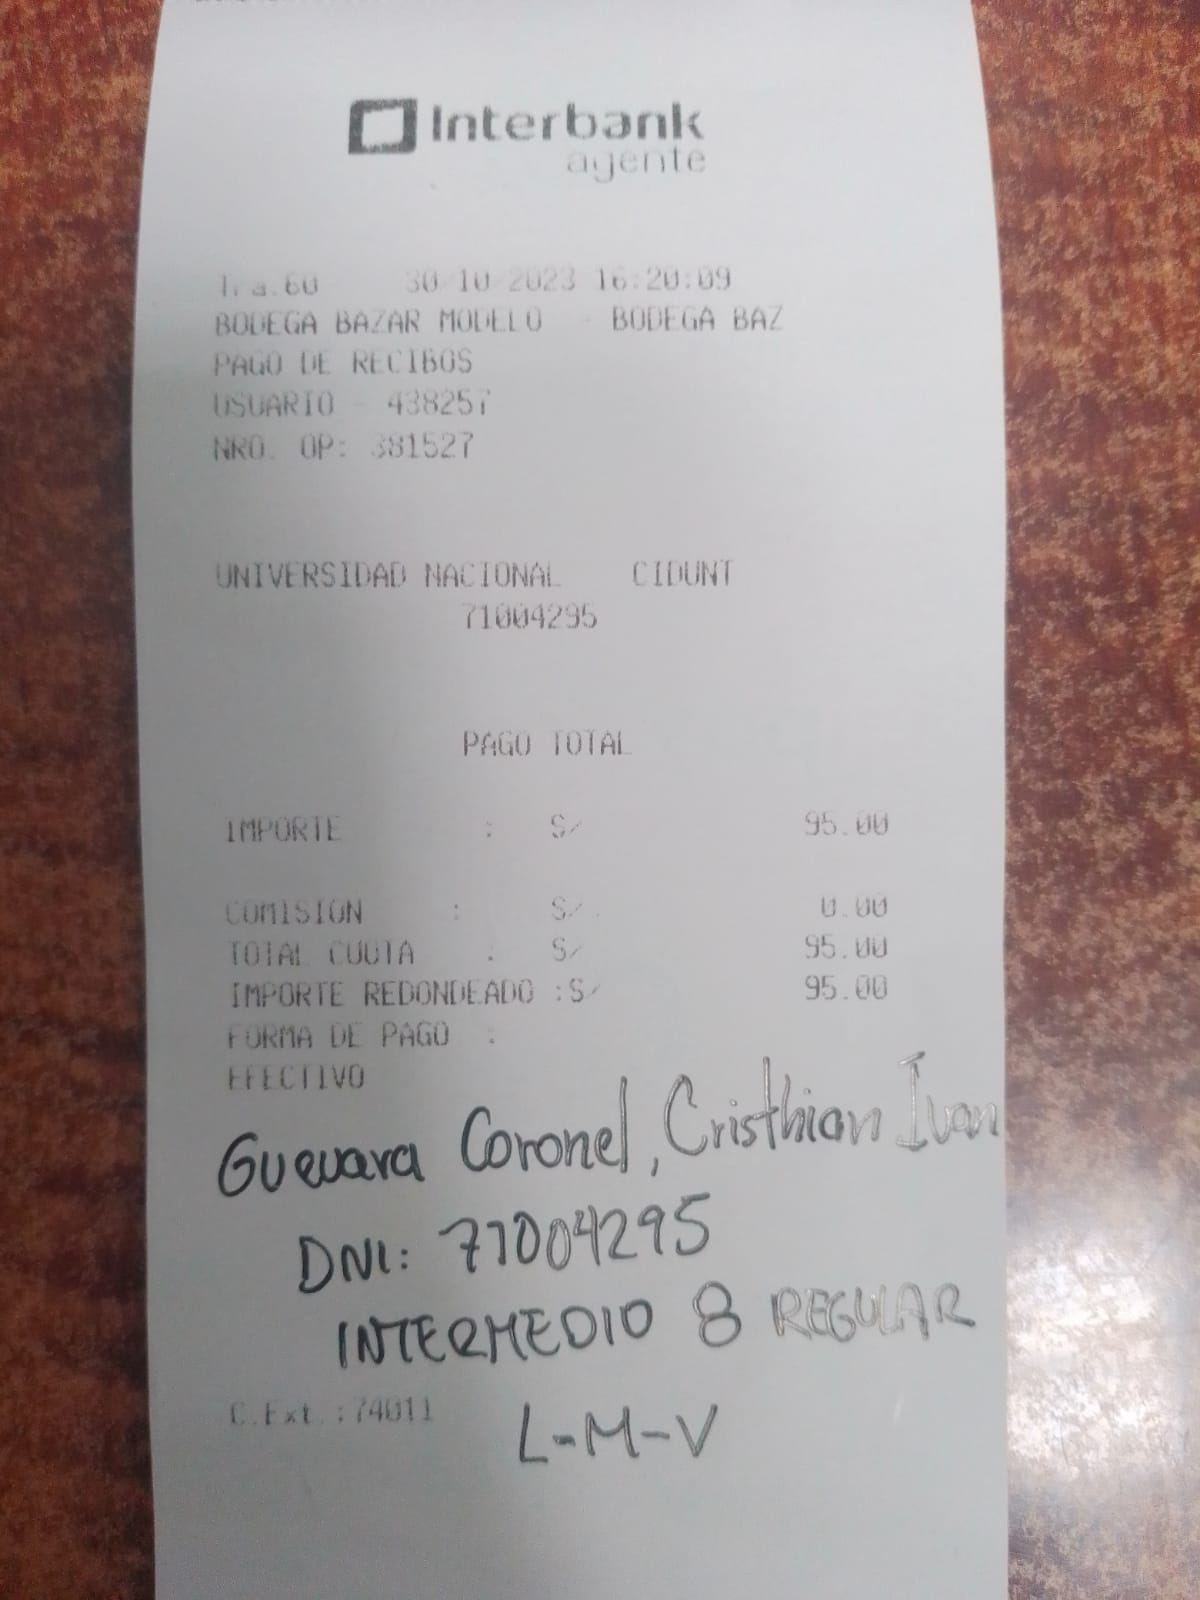 Interbank
agente
Tra.60 30/10/2023 16:20:09
BODEGA BAZAR MODELO - BODEGA BAZ
PAGO DE RECIBOS
USUARIO - 438257
NRO. OP: 381527
UNIVERSIDAD NACIONAL CIDUNT
71004295
PAGO TOTAL
IMPORTE : S/ 95.00
COMISION : S/ 0.00
TOTAL CUOTA : S/ 95.00
IMPORTE REDONDEADO :S/ 95.00
FORMA DE PAGO :
EFECTIVO
Guevara Coronel, Cristhian Ivan
DNI: 71004295
INTERMEDIO 8 REGULAR
C.Ext.:74011
L-M-V